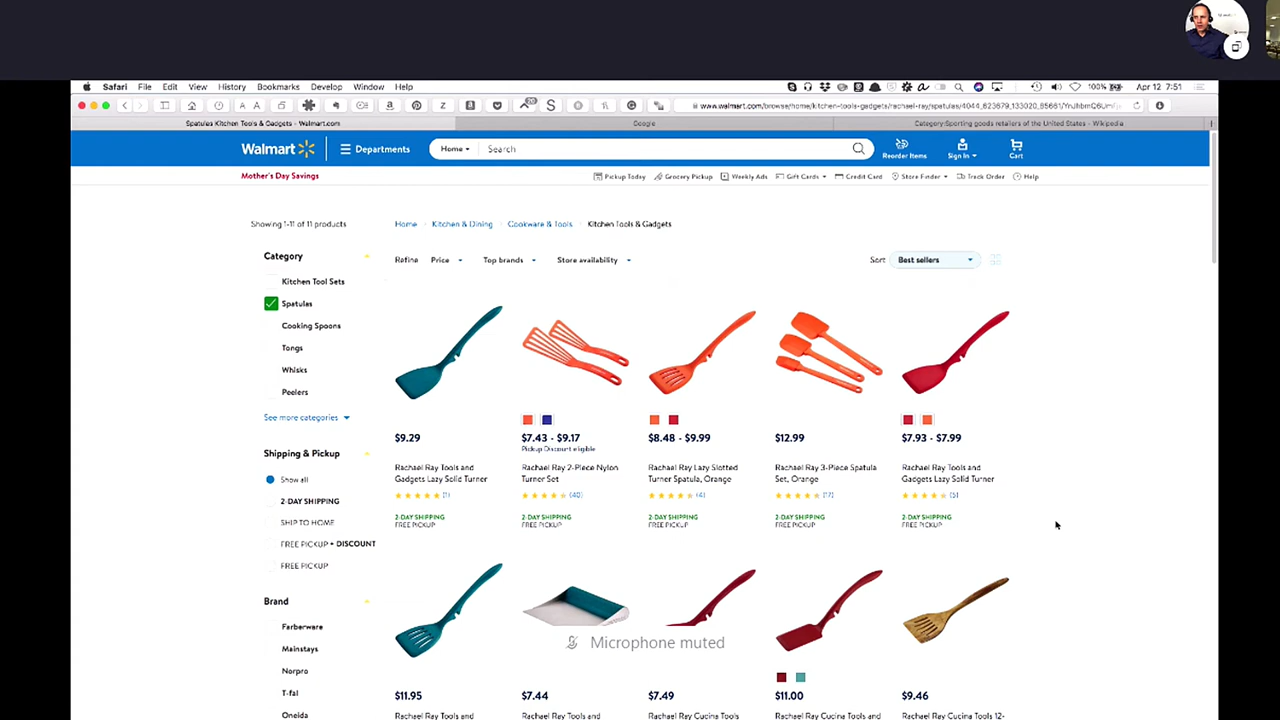 Safari File Edit View History Bookmarks Develop Window Help 100% Apr 12 7:51
Spatulas Kitchen Tools & Gadgets - Walmart.com Google Category:Sporting goods retailers of the United States - Wikipedia
Walmart Departments Home Search Reorder Items Sign In Cart
Mother's Day Savings Pickup Today Grocery Pickup Weekly Ads Gift Cards Credit Card Store Finder Track Order Help
Showing 1-11 of 11 products Home Kitchen & Dining Cookware & Tools Kitchen Tools & Gadgets
Category
Refine Price Top brands Store availability Sort Best sellers
Kitchen Tool Sets
Spatulas
Cooking Spoons
Tongs
Whisks
Peelers
See more categories
Shipping & Pickup
Show all
2-DAY SHIPPING
SHIP TO HOME
FREE PICKUP + DISCOUNT
FREE PICKUP
Brand
Farberware
Mainstays
Norpro
T-fal
Oneida
$9.29
Rachael Ray Tools and
Gadgets Lazy Solid Turner
(1)
2-DAY SHIPPING
FREE PICKUP
$7.43 - $9.17
Pickup Discount eligible
Rachael Ray 2-Piece Nylon
Turner Set
(40)
2-DAY SHIPPING
FREE PICKUP
$8.48 - $9.99
Rachael Ray Lazy Slotted
Turner Spatula, Orange
(4)
2-DAY SHIPPING
FREE PICKUP
$12.99
Rachael Ray 3-Piece Spatula
Set, Orange
(17)
2-DAY SHIPPING
FREE PICKUP
$7.93 - $7.99
Rachael Ray Tools and
Gadgets Lazy Solid Turner
(5)
2-DAY SHIPPING
FREE PICKUP
Microphone muted
$11.95
Rachael Ray Tools and
$7.44
Rachael Ray Tools and
$7.49
Rachael Ray Cucina Tools
$11.00
Rachael Ray Cucina Tools and
$9.46
Rachael Ray Cucina Tools 12-